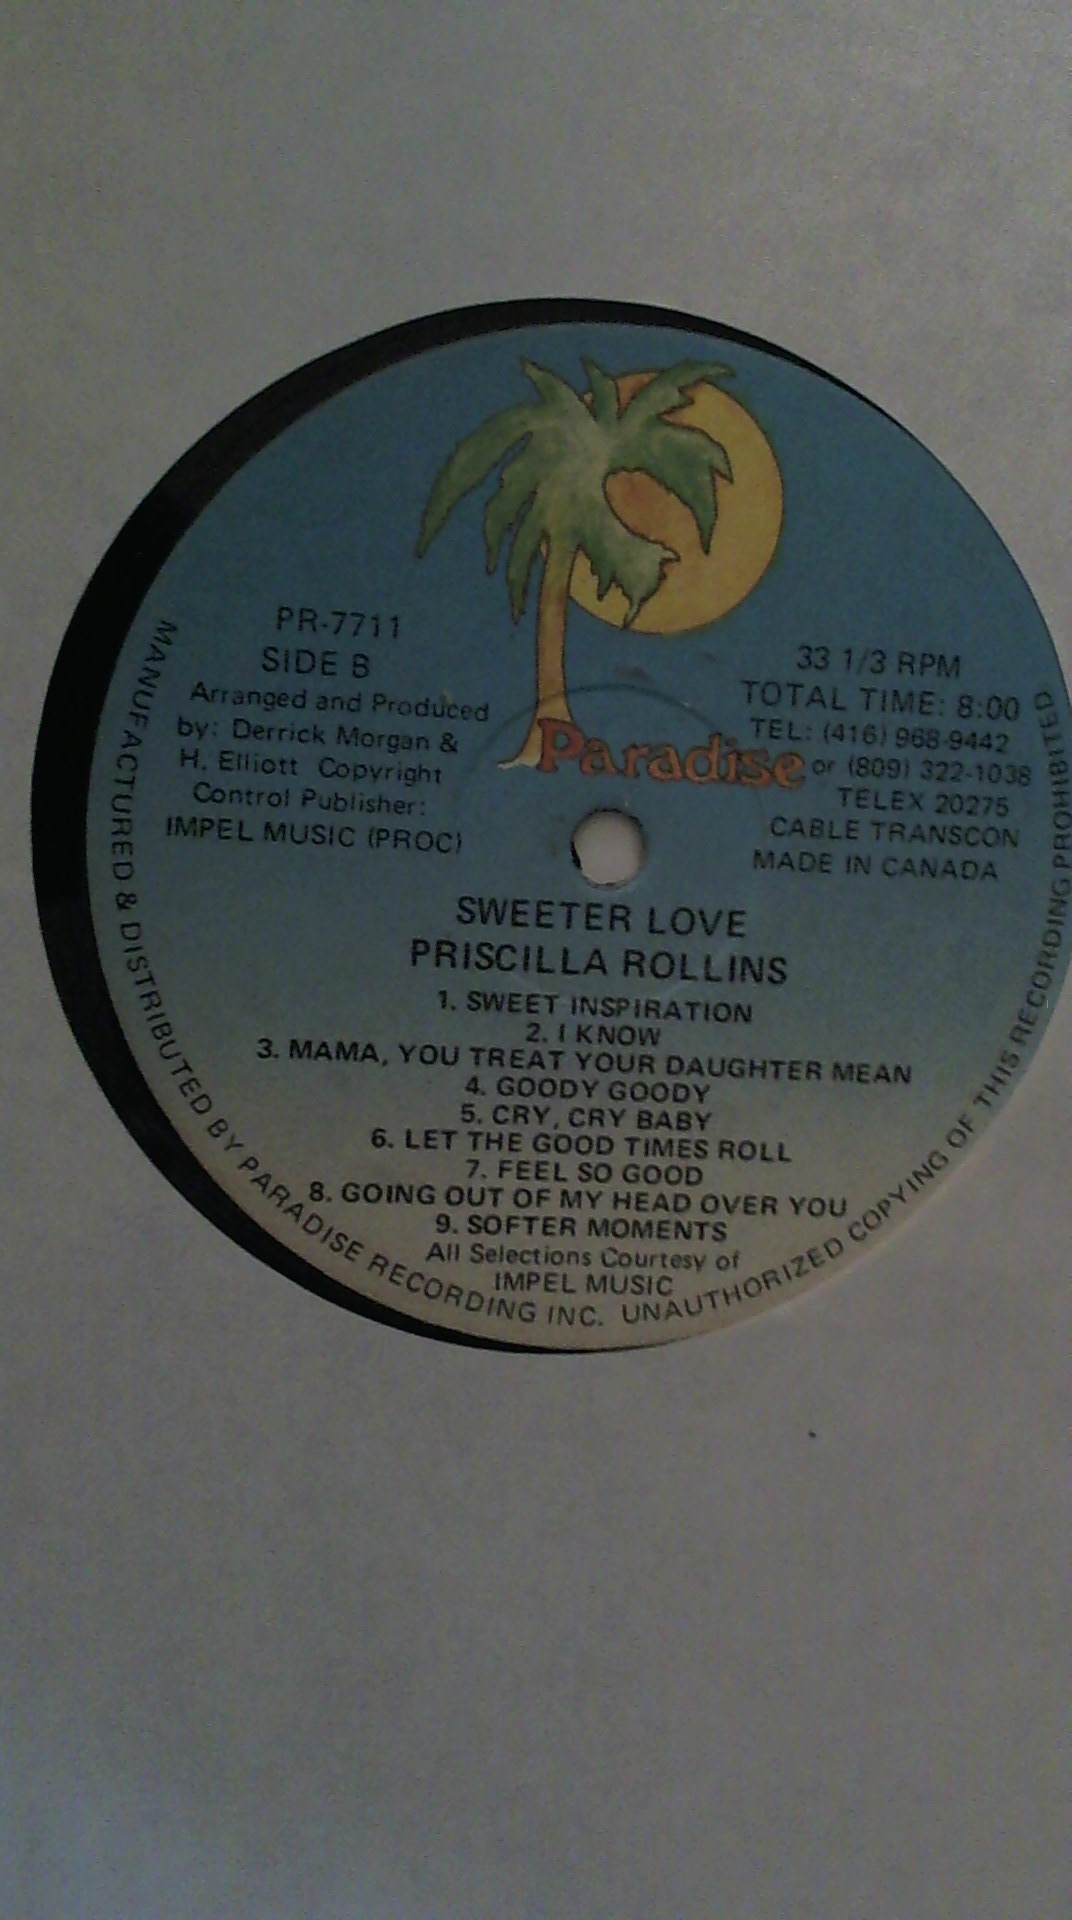 PR-7711
SIDE B
Arranged and Produced
by: Derrick Morgan &
H. Elliott Copyright
Control Publisher:
IMPEL MUSIC (PROC)
33 1/3 RPM
TOTAL TIME: 8:00
TEL: (416) 968-9442
or (809) 322-1038
TELEX 20275
CABLE TRANSCON
MADE IN CANADA
Paradise
SWEETER LOVE
PRISCILLA ROLLINS
1. SWEET INSPIRATION
2. I KNOW
3. MAMA, YOU TREAT YOUR DAUGHTER MEAN
4. GOODY GOODY
5. CRY, CRY BABY
6. LET THE GOOD TIMES ROLL
7. FEEL SO GOOD
8. GOING OUT OF MY HEAD OVER YOU
9. SOFTER MOMENTS
All Selections Courtesy of
IMPEL MUSIC
MANUFACTURED & DISTRIBUTED BY PARADISE RECORDING INC. UNAUTHORIZED COPYING OF THIS RECORDING PROHIBITED